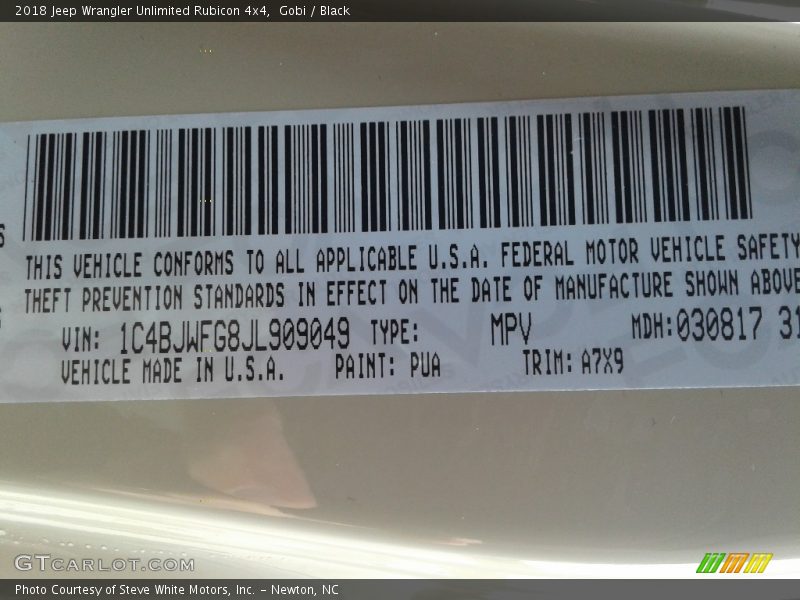 2018 Jeep Wrangler Unlimited Rubicon 4x4, Gobi / Black
THIS VEHICLE CONFORMS TO ALL APPLICABLE U.S.A. FEDERAL MOTOR VEHICLE SAFETY
THEFT PREVENTION STANDARDS IN EFFECT ON THE DATE OF MANUFACTURE SHOWN ABOVE
VIN: 1C4BJWFG8JL909049 TYPE: MPV MDH:030817 31
VEHICLE MADE IN U.S.A. PAINT: PUA TRIM: A7X9
GTCARLOT.COM
Photo Courtesy of Steve White Motors, Inc. – Newton, NC